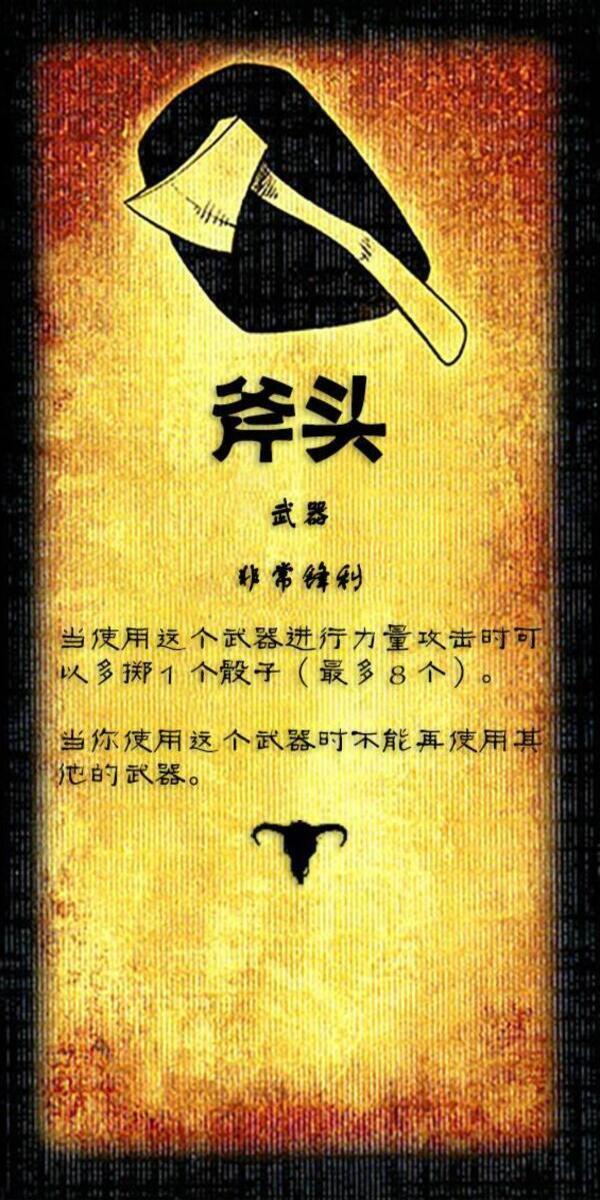 斧头
武器
非常锋利
当使用这个武器进行力量攻击时可
以多掷1个骰子（最多8个）。
当你使用这个武器时不能再使用其
他的武器。